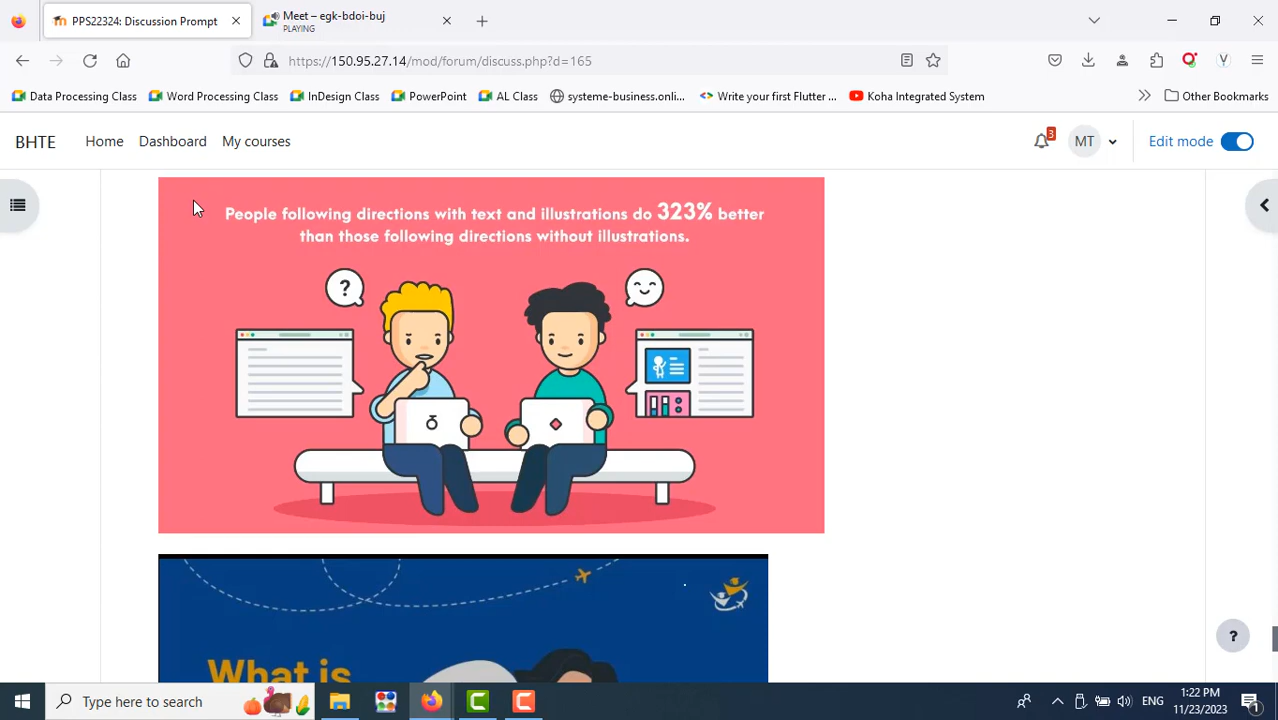 PPS22324: Discussion Prompt
Meet – egk-bdoi-buj
PLAYING
https://150.95.27.14/mod/forum/discuss.php?d=165
Data Processing Class
Word Processing Class
InDesign Class
PowerPoint
AL Class
systeme-business.onli...
Write your first Flutter ...
Koha Integrated System
Other Bookmarks
BHTE
Home
Dashboard
My courses
3
MT
Edit mode
People following directions with text and illustrations do 323% better
than those following directions without illustrations.
?
What is
?
Type here to search
ENG
1:22 PM
11/23/2023
1